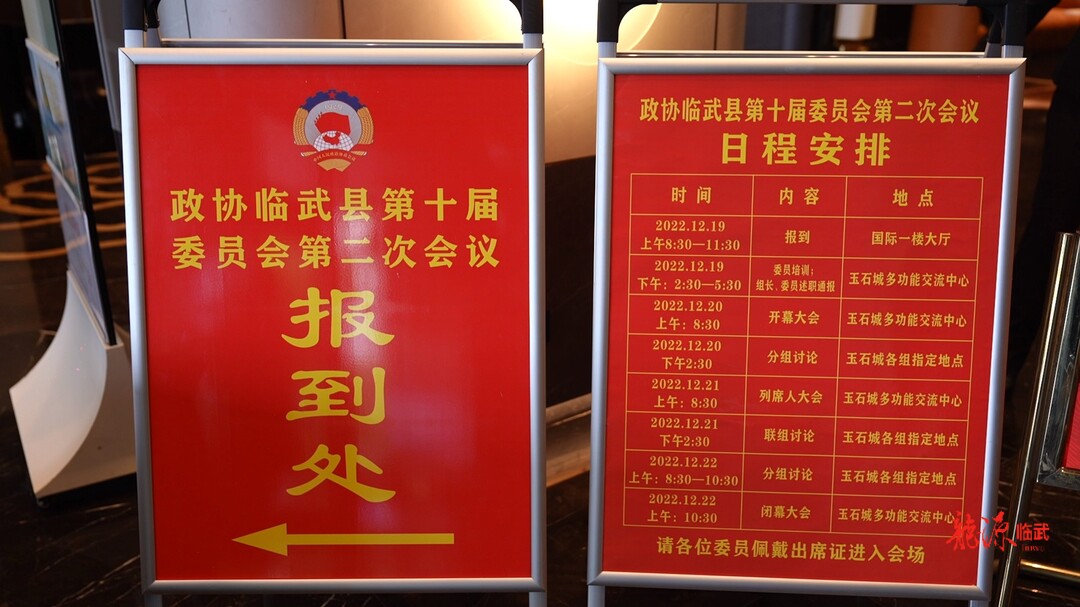 政协临武县第十届
委员会第二次会议
报
到
处
政协临武县第十届委员会第二次会议
日程安排
时间 内容 地点
2022.12.19
上午8:30—11:30 报到 国际一楼大厅
2022.12.19
下午：2:30—5:30 委员培训；
组长、委员述职通报 玉石城多功能交流中心
2022.12.20
上午：8:30 开幕大会 玉石城多功能交流中心
2022.12.20
下午2:30 分组讨论 玉石城各组指定地点
2022.12.21
上午：8:30 列席人大会 玉石城多功能交流中心
2022.12.21
下午2:30 联组讨论 玉石城各组指定地点
2022.12.22
上午：8:30—10:30 分组讨论 玉石城各组指定地点
2022.12.22
上午：10:30 闭幕大会 玉石城多功能交流中心
请各位委员佩戴出席证进入会场
龙源临武